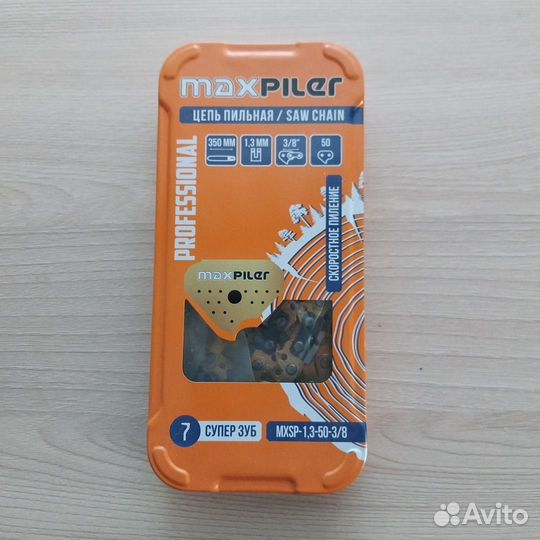 maxPILer
ЦЕПЬ ПИЛЬНАЯ / SAW CHAIN
350 ММ 1,3 ММ 3/8" 50
PROFESSIONAL
СКОРОСТНОЕ ПИЛЕНИЕ
maxPILer
7 СУПЕР ЗУБ MXSP-1,3-50-3/8
Avito